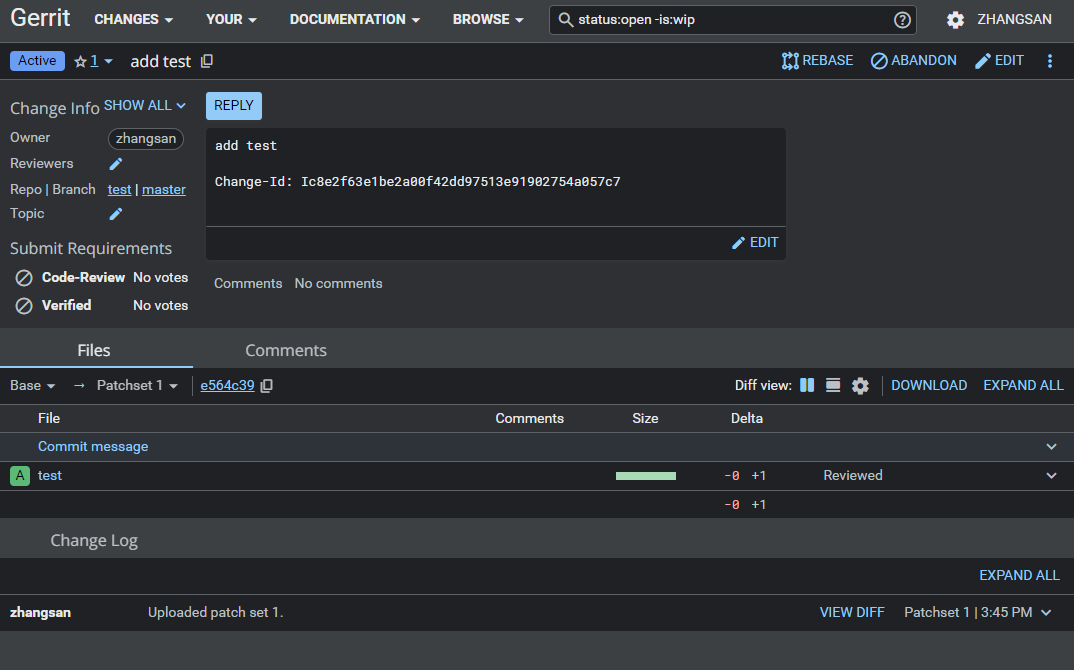 Gerrit CHANGES YOUR DOCUMENTATION BROWSE status:open -is:wip ZHANGSAN
Active 1 add test REBASE ABANDON EDIT
Change Info SHOW ALL REPLY
Owner zhangsan
Reviewers
Repo | Branch test | master
Topic
add test
Change-Id: Ic8e2f63e1be2a00f42dd97513e91902754a057c7
EDIT
Submit Requirements
Code-Review No votes
Verified No votes
Comments No comments
Files Comments
Base → Patchset 1 e564c39 Diff view: DOWNLOAD EXPAND ALL
File Comments Size Delta
Commit message
A test -0 +1 Reviewed
-0 +1
Change Log
EXPAND ALL
zhangsan Uploaded patch set 1. VIEW DIFF Patchset 1 | 3:45 PM